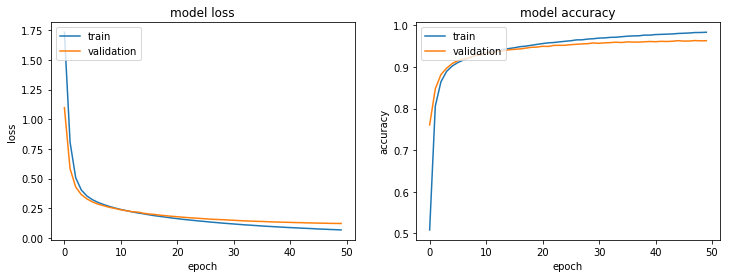 model loss
train
validation
loss
1.75
1.50
1.25
1.00
0.75
0.50
0.25
0.00
0 10 20 30 40 50
epoch
model accuracy
train
validation
accuracy
1.0
0.9
0.8
0.7
0.6
0.5
0 10 20 30 40 50
epoch